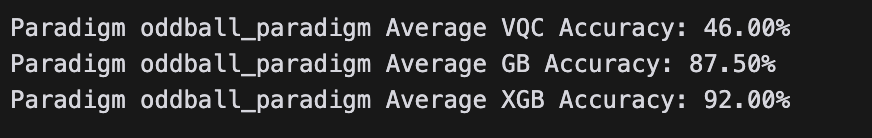 Paradigm oddball_paradigm Average VQC Accuracy: 46.00%
Paradigm oddball_paradigm Average GB Accuracy: 87.50%
Paradigm oddball_paradigm Average XGB Accuracy: 92.00%